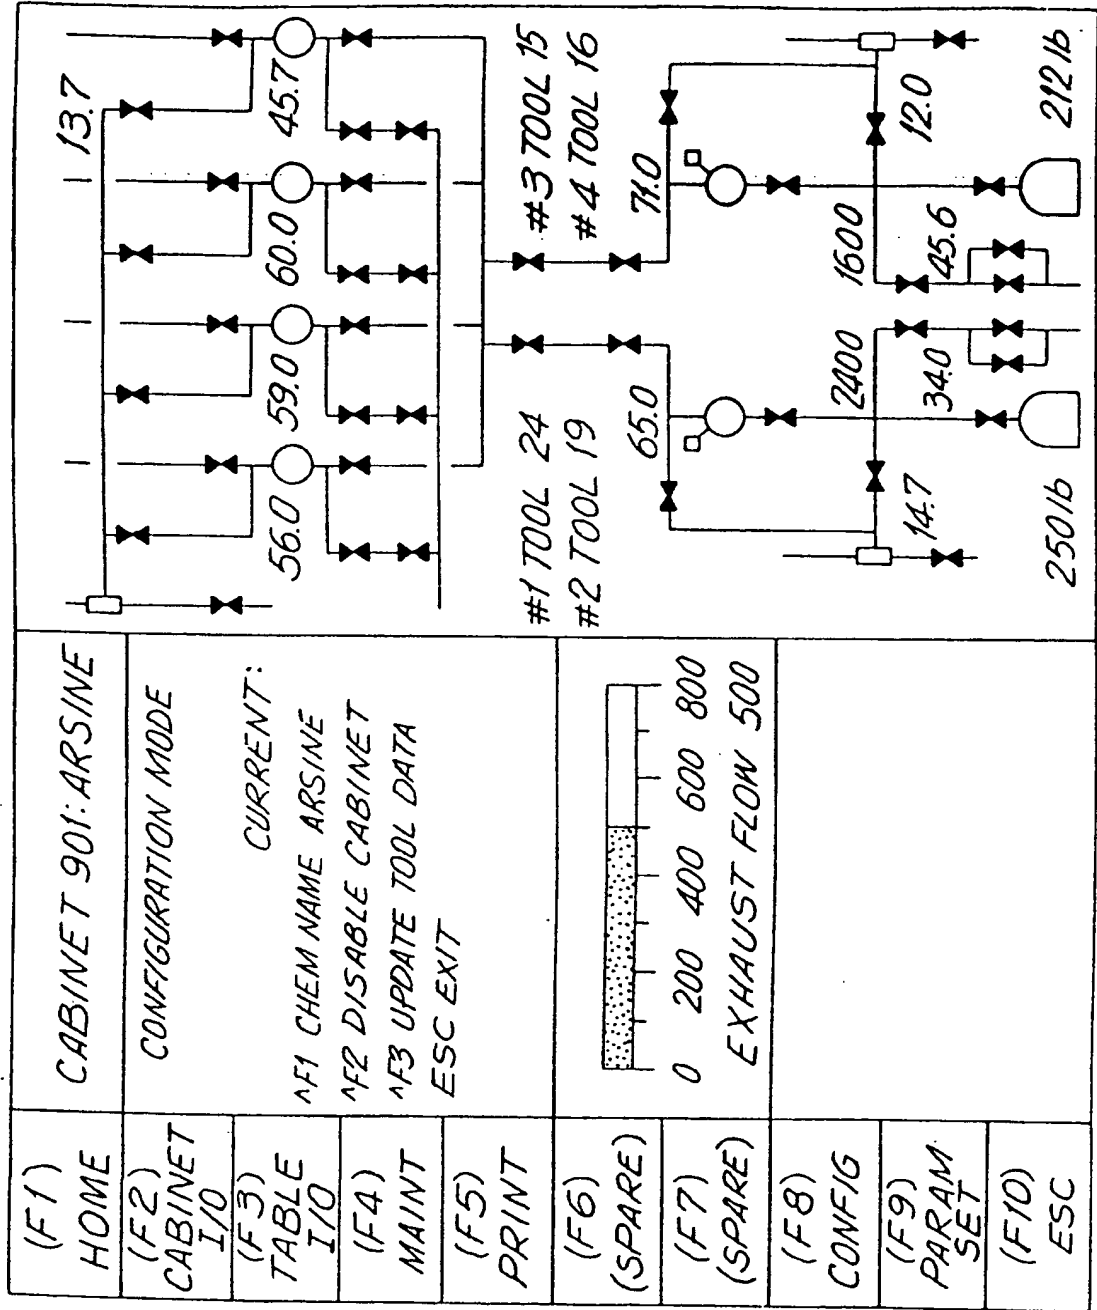 (F1)
HOME
(F2)
CABINET
I/O
(F3)
TABLE
I/O
(F4)
MAINT
(F5)
PRINT
(F6)
(SPARE)
(F7)
(SPARE)
(F8)
CONFIG
(F9)
PARAM
SET
(F10)
ESC
CABINET 901: ARSINE
CONFIGURATION MODE
CURRENT:
^F1 CHEM NAME ARSINE
^F2 DISABLE CABINET
^F3 UPDATE TOOL DATA
ESC EXIT
0 200 400 600 800
EXHAUST FLOW 500
13.7
56.0 59.0 60.0 45.7
#1 TOOL 24
#2 TOOL 19
#3 TOOL 15
#4 TOOL 16
65.0 71.0
2400 1600
14.7 34.0 45.6 12.0
250 lb 212 lb